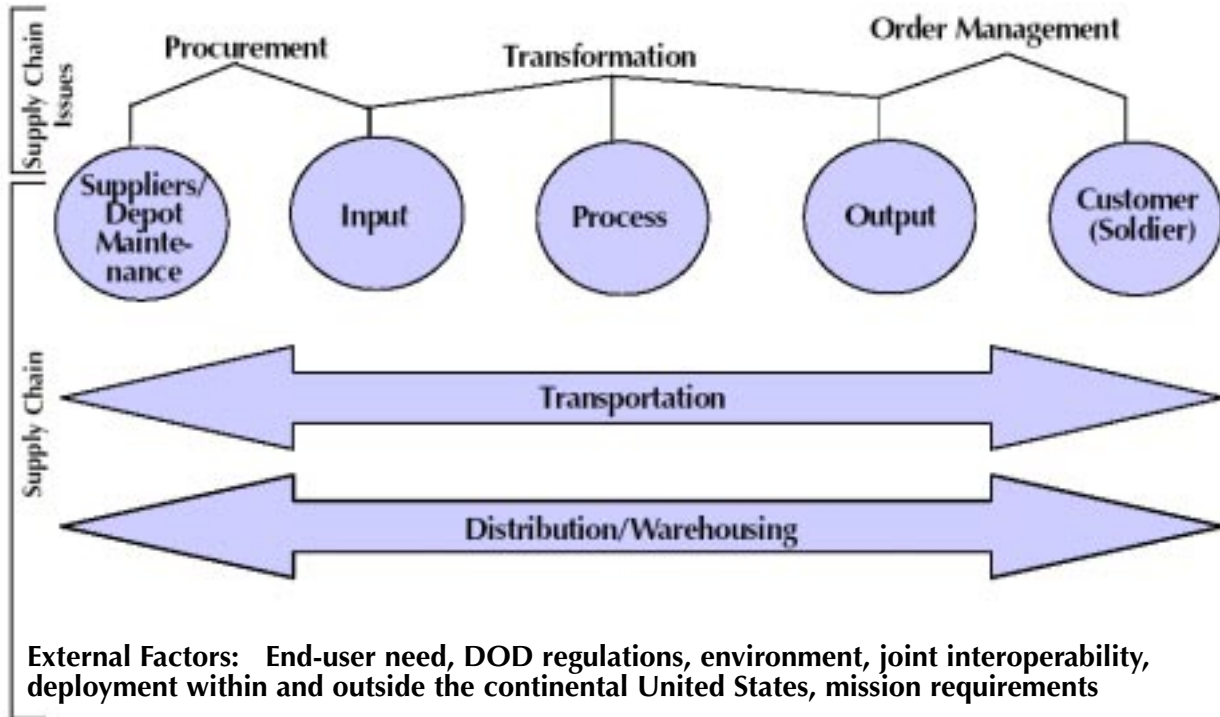 Supply Chain
Issues
Procurement
Transformation
Order Management
Suppliers/
Depot
Mainte-
nance
Input
Process
Output
Customer
(Soldier)
Supply Chain
Transportation
Distribution/Warehousing
External Factors: End-user need, DOD regulations, environment, joint interoperability,
deployment within and outside the continental United States, mission requirements